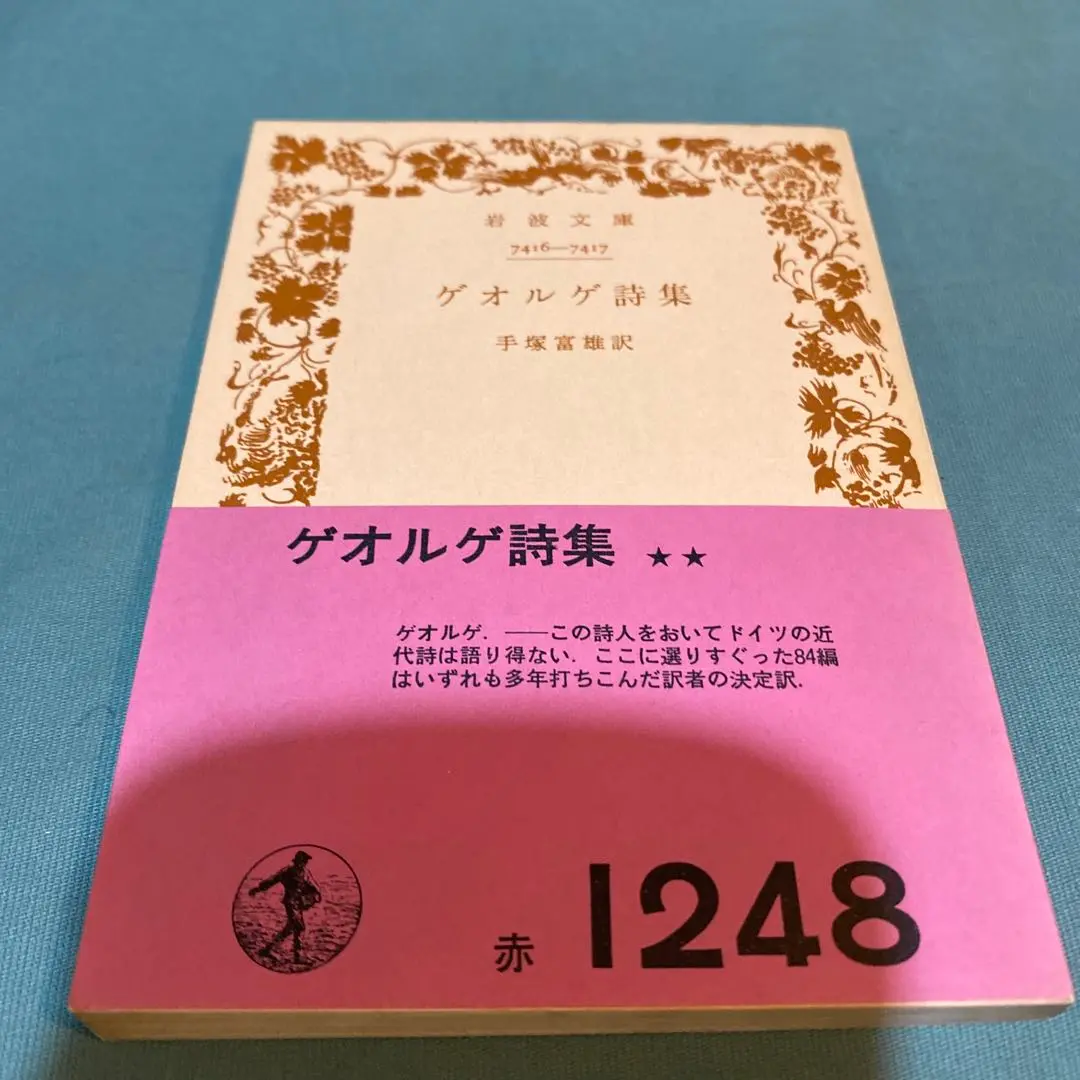 岩波文庫
7416—7417
ゲオルゲ詩集
手塚富雄訳
ゲオルゲ詩集 ★★
ゲオルゲ．――この詩人をおいてドイツの近
代詩は語り得ない．ここに選りすぐった84編
はいずれも多年打ちこんだ訳者の決定訳．
赤 1248